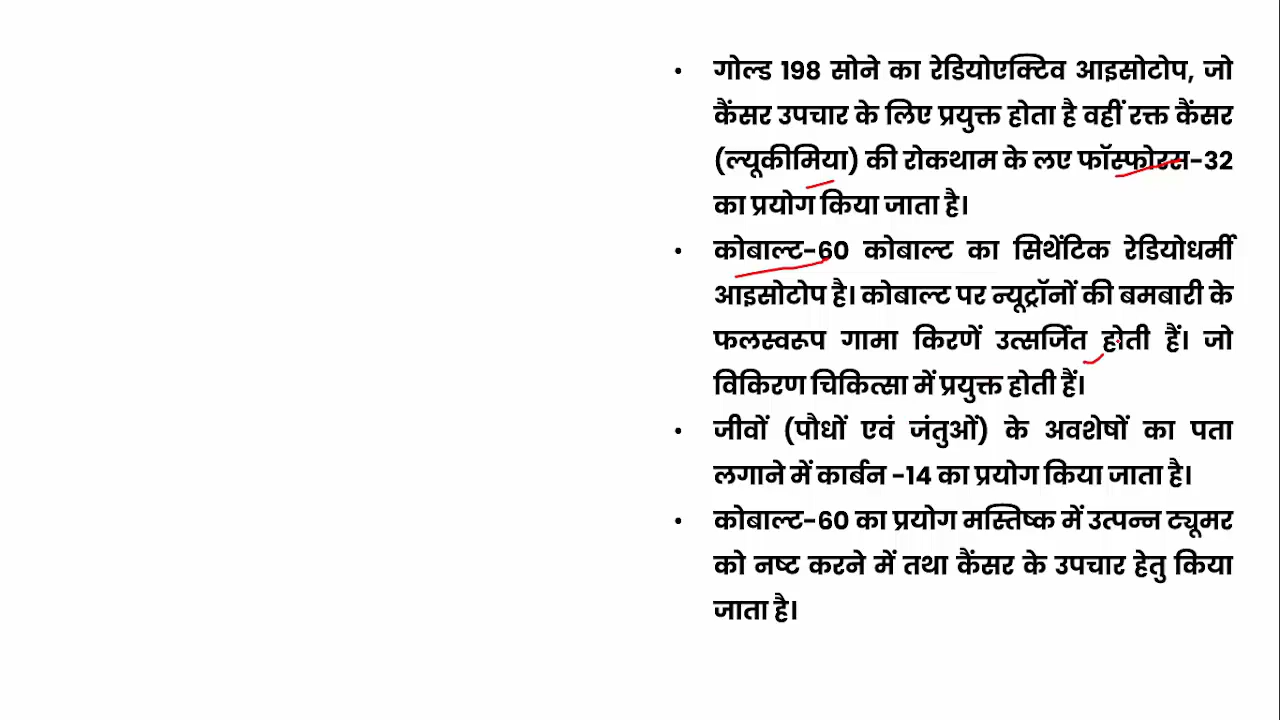 • गोल्ड 198 सोने का रेडियोएक्टिव आइसोटोप, जो
कैंसर उपचार के लिए प्रयुक्त होता है वहीं रक्त कैंसर
(ल्यूकीमिया) की रोकथाम के लए फॉस्फोरस-32
का प्रयोग किया जाता है।
• कोबाल्ट-60 कोबाल्ट का सिथेंटिक रेडियोधर्मी
आइसोटोप है। कोबाल्ट पर न्यूट्रॉनों की बमबारी के
फलस्वरूप गामा किरणें उत्सर्जित होती हैं। जो
विकिरण चिकित्सा में प्रयुक्त होती हैं।
• जीवों (पौधों एवं जंतुओं) के अवशेषों का पता
लगाने में कार्बन -14 का प्रयोग किया जाता है।
• कोबाल्ट-60 का प्रयोग मस्तिष्क में उत्पन्न ट्यूमर
को नष्ट करने में तथा कैंसर के उपचार हेतु किया
जाता है।